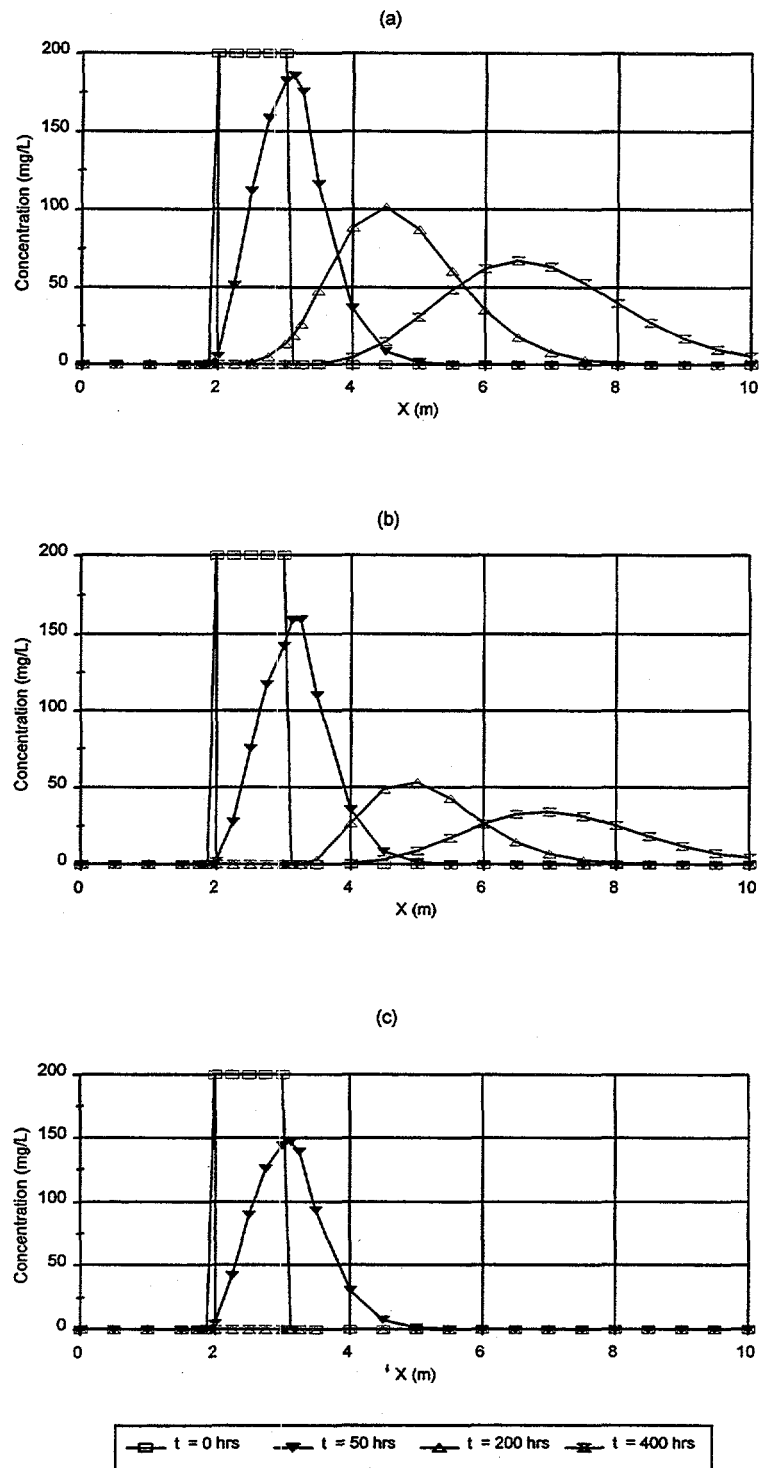 (a)
Concentration (mg/L)
200
150
100
50
0
0 2 4 6 8 10
X (m)
(b)
Concentration (mg/L)
200
150
100
50
0
0 2 4 6 8 10
X (m)
(c)
Concentration (mg/L)
200
150
100
50
0
0 2 4 6 8 10
X (m)
t = 0 hrs t = 50 hrs t = 200 hrs t = 400 hrs